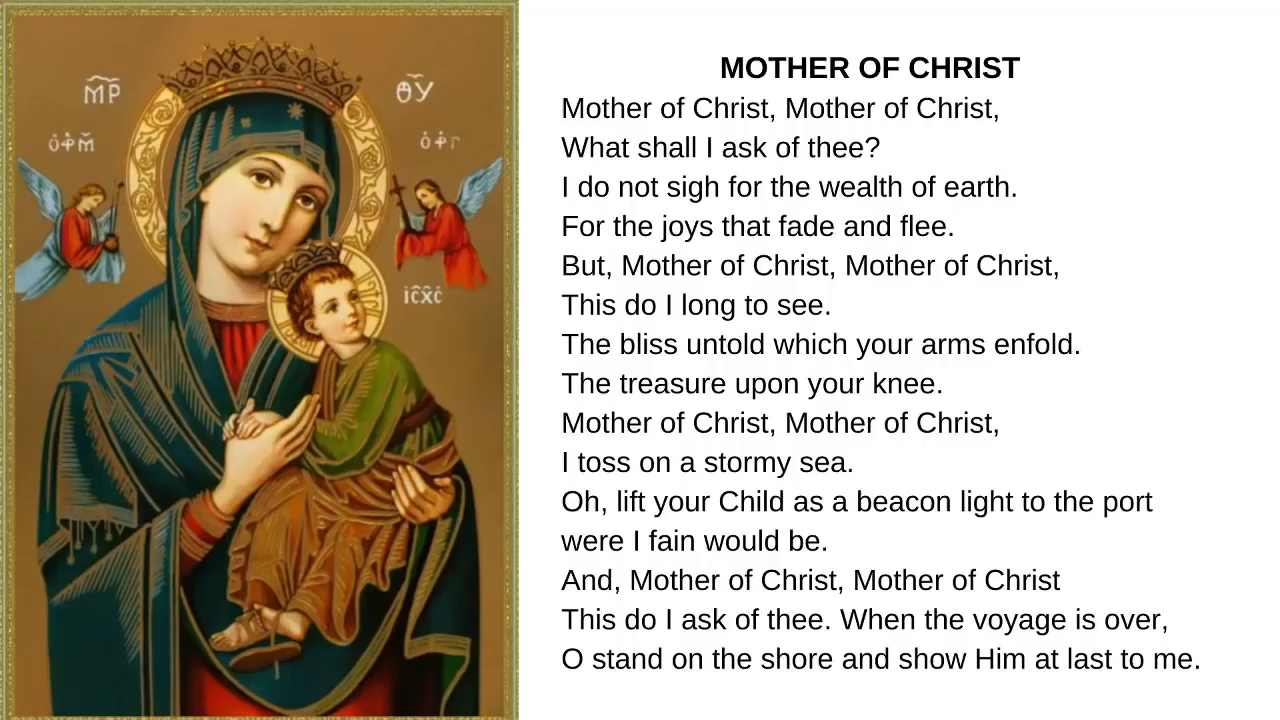 ΜΡ
ΘΥ
ὁἀρ̀μ̆
ὁἀρ̀γ
ἰC̑XC̑
MOTHER OF CHRIST
Mother of Christ, Mother of Christ,
What shall I ask of thee?
I do not sigh for the wealth of earth.
For the joys that fade and flee.
But, Mother of Christ, Mother of Christ,
This do I long to see.
The bliss untold which your arms enfold.
The treasure upon your knee.
Mother of Christ, Mother of Christ,
I toss on a stormy sea.
Oh, lift your Child as a beacon light to the port
were I fain would be.
And, Mother of Christ, Mother of Christ
This do I ask of thee. When the voyage is over,
O stand on the shore and show Him at last to me.